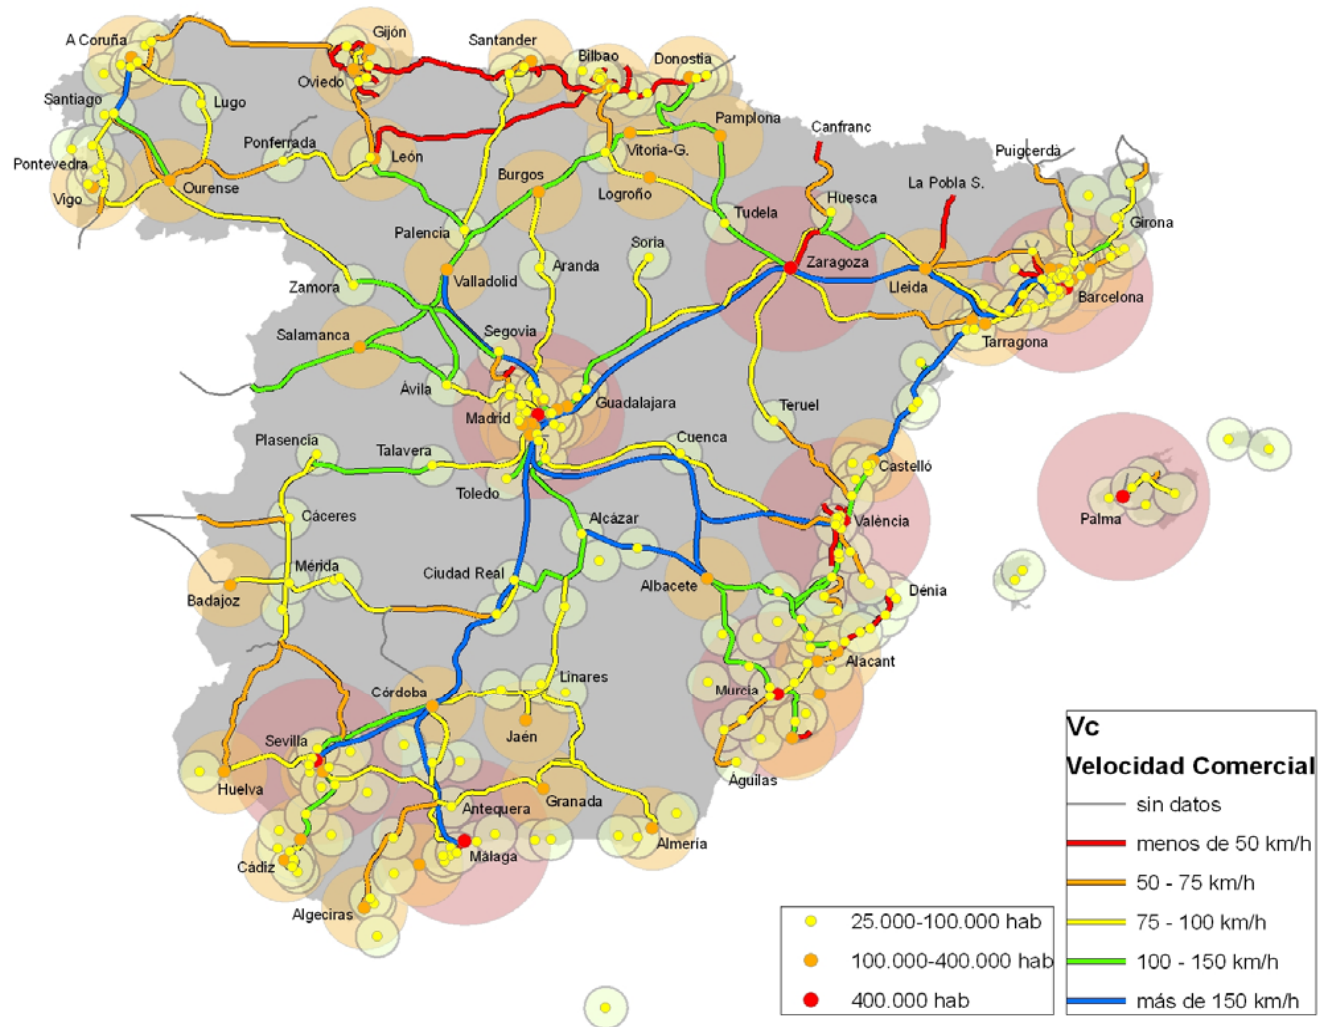 A Coruña
Gijón
Santander
Bilbao
Donostia
Oviedo
Santiago
Lugo
Ponferrada
León
Vitoria-G.
Pamplona
Canfranc
Puigcerdà
Pontevedra
Vigo
Ourense
Burgos
Logroño
La Pobla S.
Huesca
Tudela
Girona
Palencia
Soria
Zaragoza
Aranda
Valladolid
Lleida
Barcelona
Zamora
Salamanca
Segovia
Tarragona
Ávila
Madrid
Guadalajara
Teruel
Plasencia
Talavera
Cuenca
Castelló
Toledo
Cáceres
Alcázar
València
Palma
Mérida
Ciudad Real
Albacete
Dénia
Badajoz
Alacant
Linares
Córdoba
Murcia
Sevilla
Jaén
Águilas
Huelva
Antequera
Granada
Almería
Málaga
Cádiz
Algeciras
25.000-100.000 hab
100.000-400.000 hab
400.000 hab
Vc
Velocidad Comercial
sin datos
menos de 50 km/h
50 - 75 km/h
75 - 100 km/h
100 - 150 km/h
más de 150 km/h